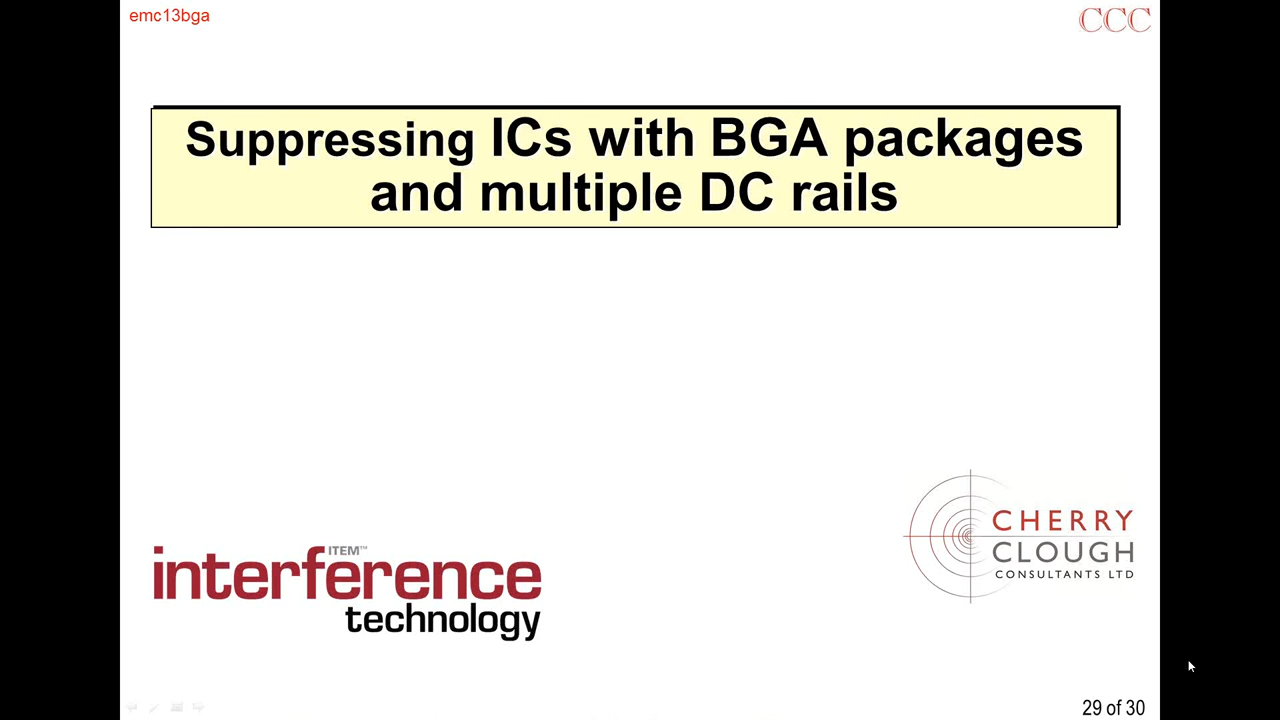 emc13bga
CCC
Suppressing ICs with BGA packages
and multiple DC rails
CHERRY
CLOUGH
CONSULTANTS LTD
ITEM™
interference
technology
29 of 30